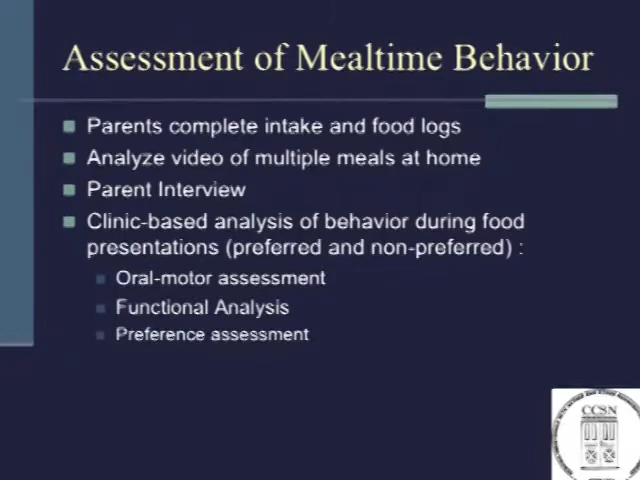 Assessment of Mealtime Behavior
Parents complete intake and food logs
Analyze video of multiple meals at home
Parent Interview
Clinic-based analysis of behavior during food
presentations (preferred and non-preferred) :
Oral-motor assessment
Functional Analysis
Preference assessment
CCSN